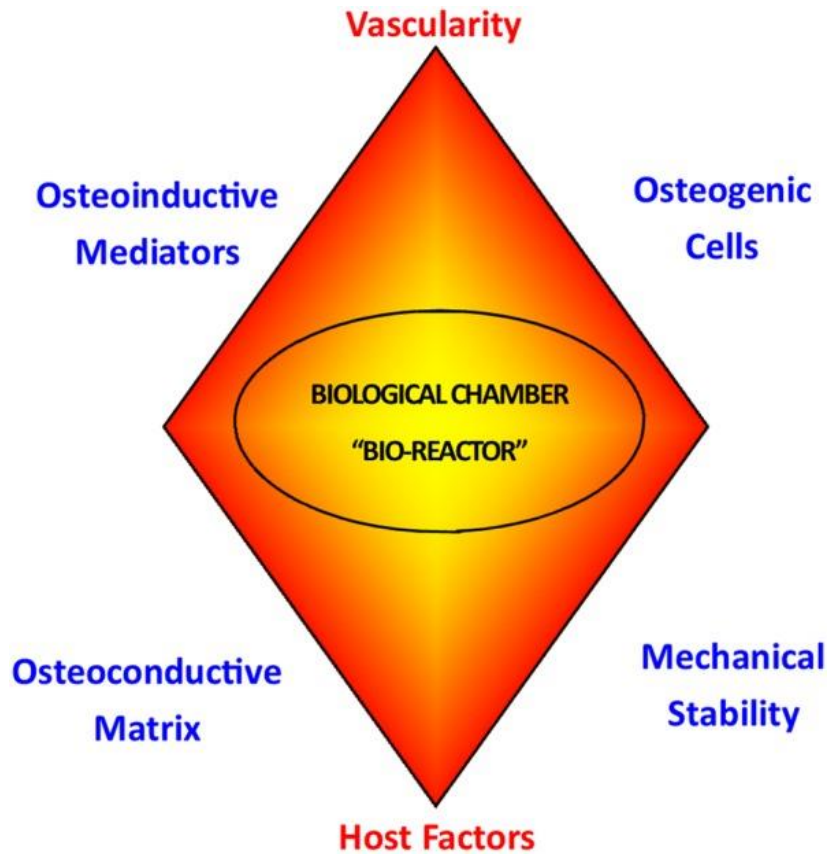 Vascularity
Osteoinductive
Mediators
Osteogenic
Cells
BIOLOGICAL CHAMBER
“BIO-REACTOR”
Osteoconductive
Matrix
Mechanical
Stability
Host Factors